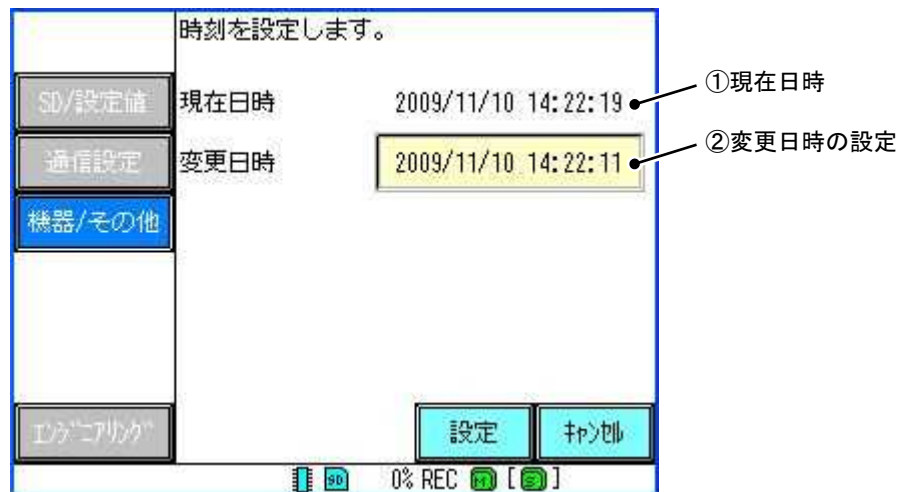 時刻を設定します。
SD/設定値
現在日時 2009/11/10 14:22:19
①現在日時
通信設定
変更日時 2009/11/10 14:22:11
②変更日時の設定
機器/その他
ｴﾝｼﾞﾆｱﾘﾝｸﾞ
設定 ｷｬﾝｾﾙ
SD 0% REC M [S]